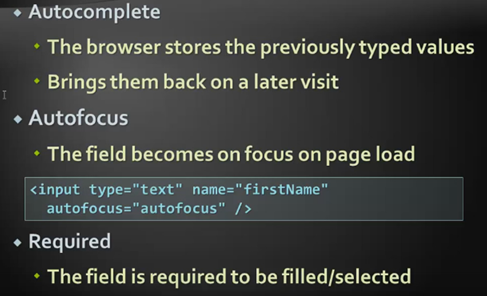 Autocomplete
The browser stores the previously typed values
Brings them back on a later visit
Autofocus
The field becomes on focus on page load
<input type="text" name="firstName"
autofocus="autofocus" />
Required
The field is required to be filled/selected